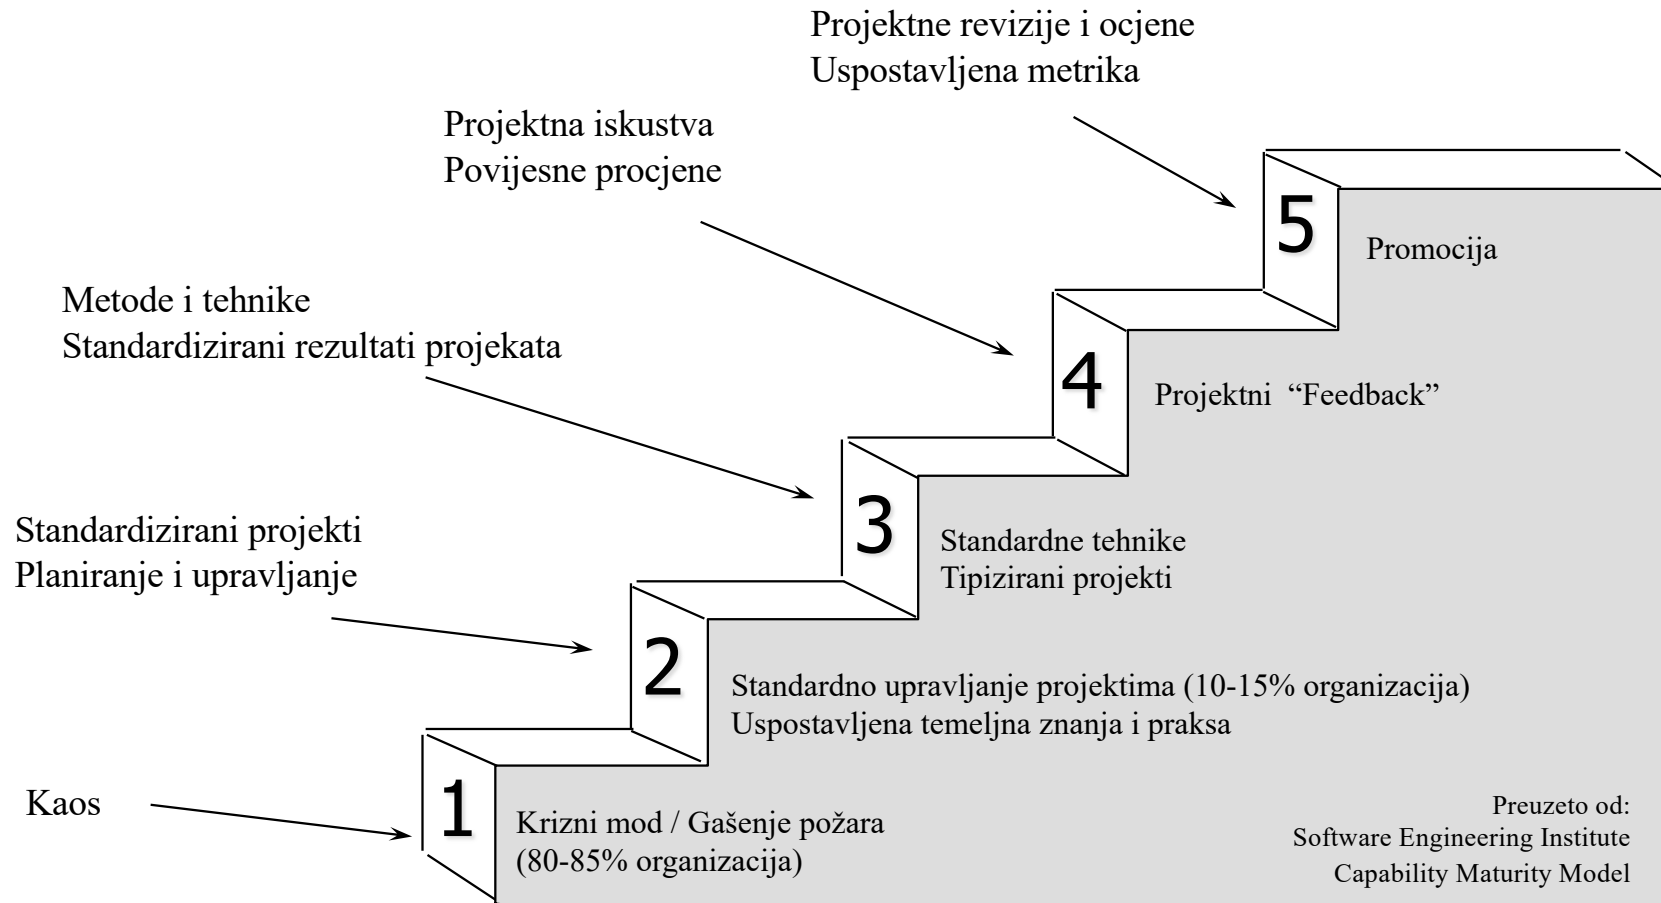 Projektne revizije i ocjene
Uspostavljena metrika
Projektna iskustva
Povijesne procjene
5
Promocija
Metode i tehnike
Standardizirani rezultati projekata
4
Projektni “Feedback”
Standardizirani projekti
Planiranje i upravljanje
3
Standardne tehnike
Tipizirani projekti
2
Standardno upravljanje projektima (10-15% organizacija)
Uspostavljena temeljna znanja i praksa
Kaos
1
Krizni mod / Gašenje požara
(80-85% organizacija)
Preuzeto od:
Software Engineering Institute
Capability Maturity Model